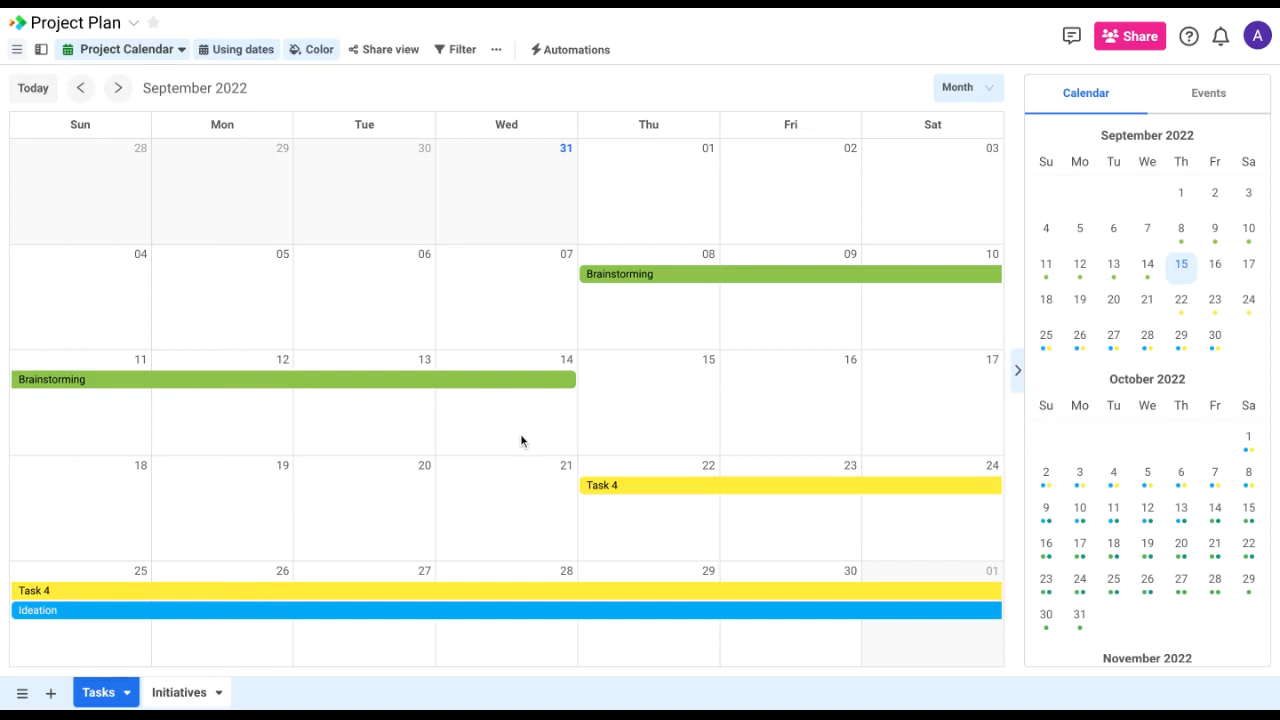 Project Plan
Project Calendar Using dates Color Share view Filter Automations
Share A
Today September 2022 Month
Sun Mon Tue Wed Thu Fri Sat
28 29 30 31 01 02 03
04 05 06 07 08 09 10
Brainstorming
11 12 13 14 15 16 17
Brainstorming
18 19 20 21 22 23 24
Task 4
25 26 27 28 29 30 01
Task 4
Ideation
Calendar Events
September 2022
Su Mo Tu We Th Fr Sa
1 2 3
4 5 6 7 8 9 10
11 12 13 14 15 16 17
18 19 20 21 22 23 24
25 26 27 28 29 30
October 2022
Su Mo Tu We Th Fr Sa
1
2 3 4 5 6 7 8
9 10 11 12 13 14 15
16 17 18 19 20 21 22
23 24 25 26 27 28 29
30 31
November 2022
Tasks Initiatives